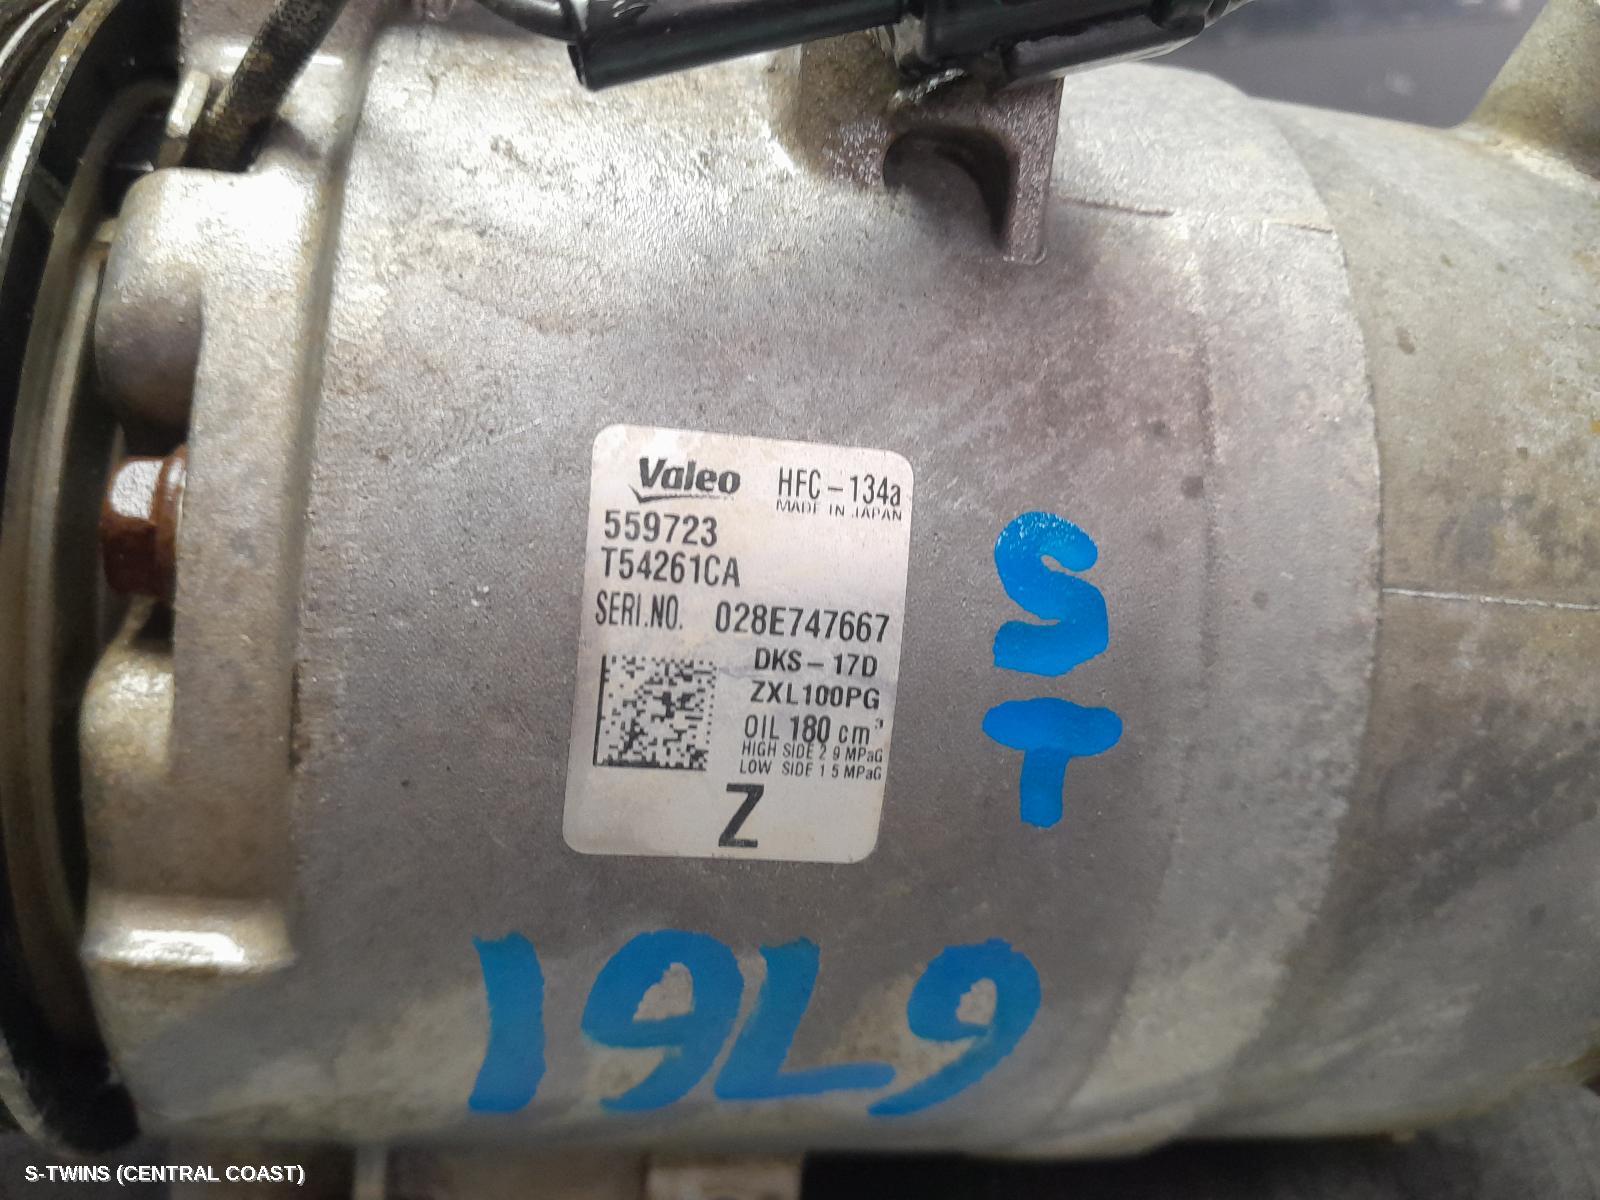 Valeo HFC-134a
MADE IN JAPAN
559723
T54261CA
SERI.NO. 028E747667
DKS-17D
ZXL100PG
OIL 180 cm³
HIGH SIDE 2.9 MPaG
LOW SIDE 1.5 MPaG
Z
ST
19L9
S-TWINS (CENTRAL COAST)